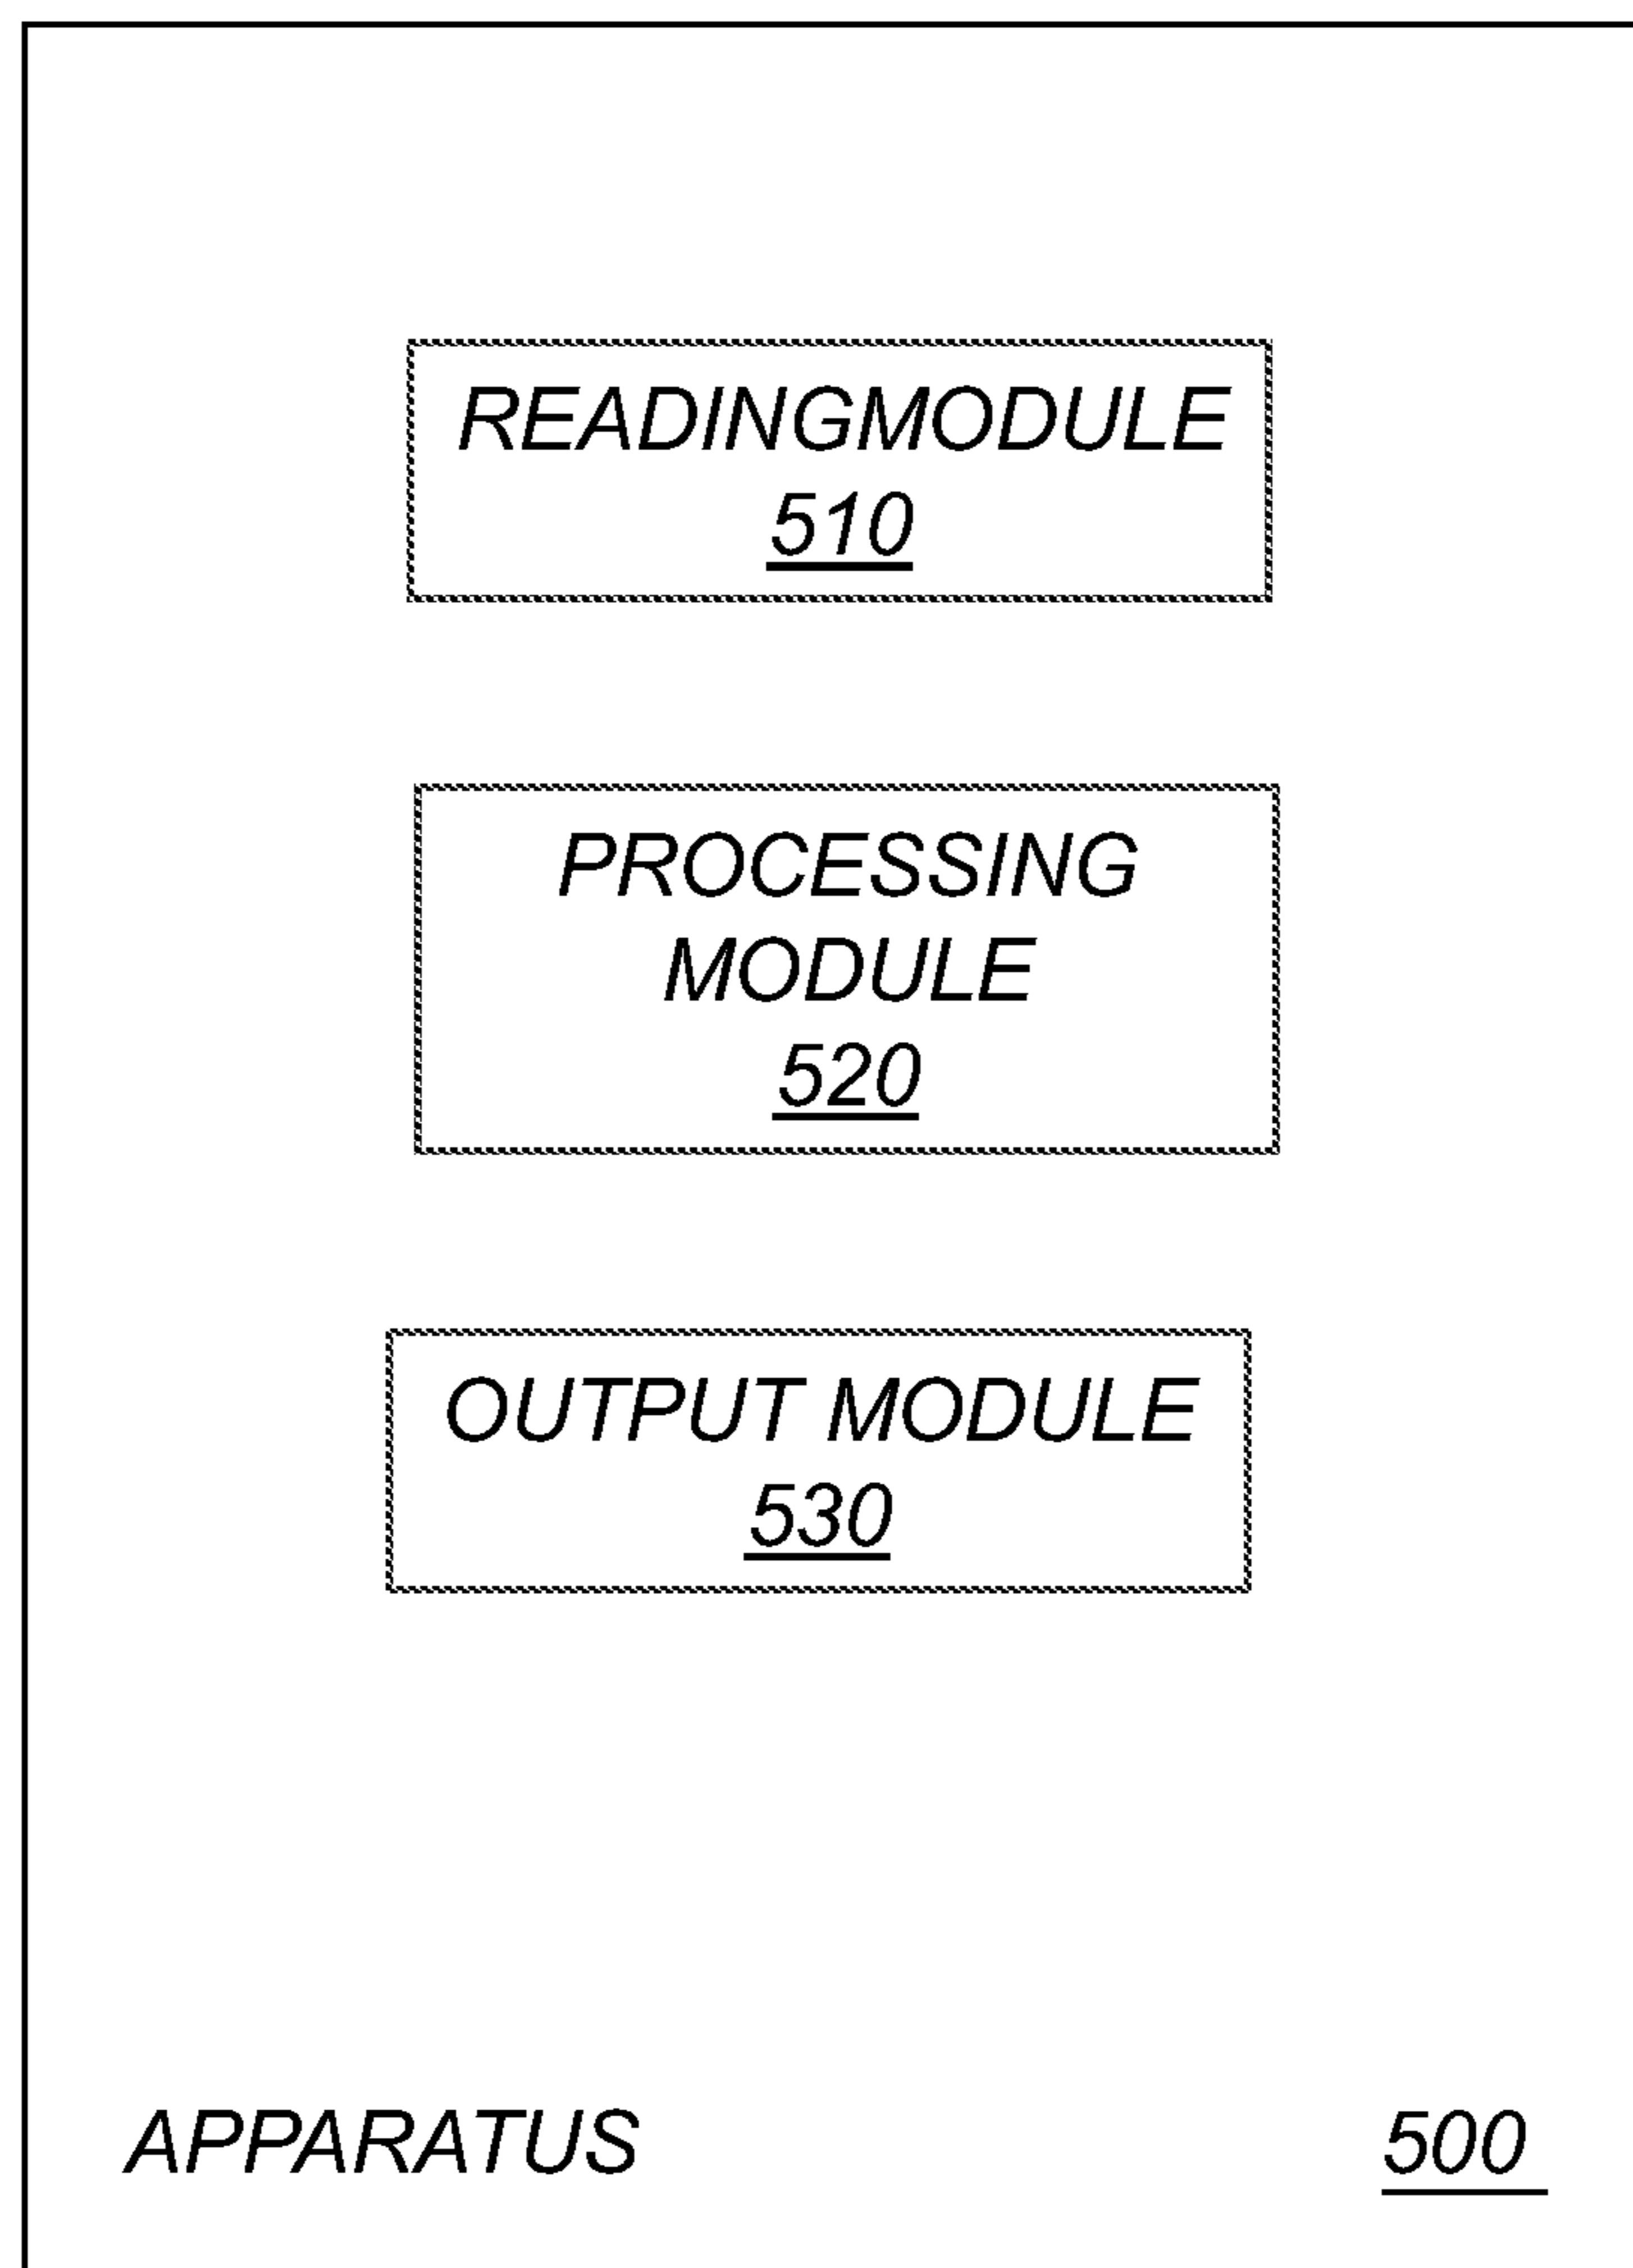 READINGMODULE
510
PROCESSING
MODULE
520
OUTPUT MODULE
530
APPARATUS 500